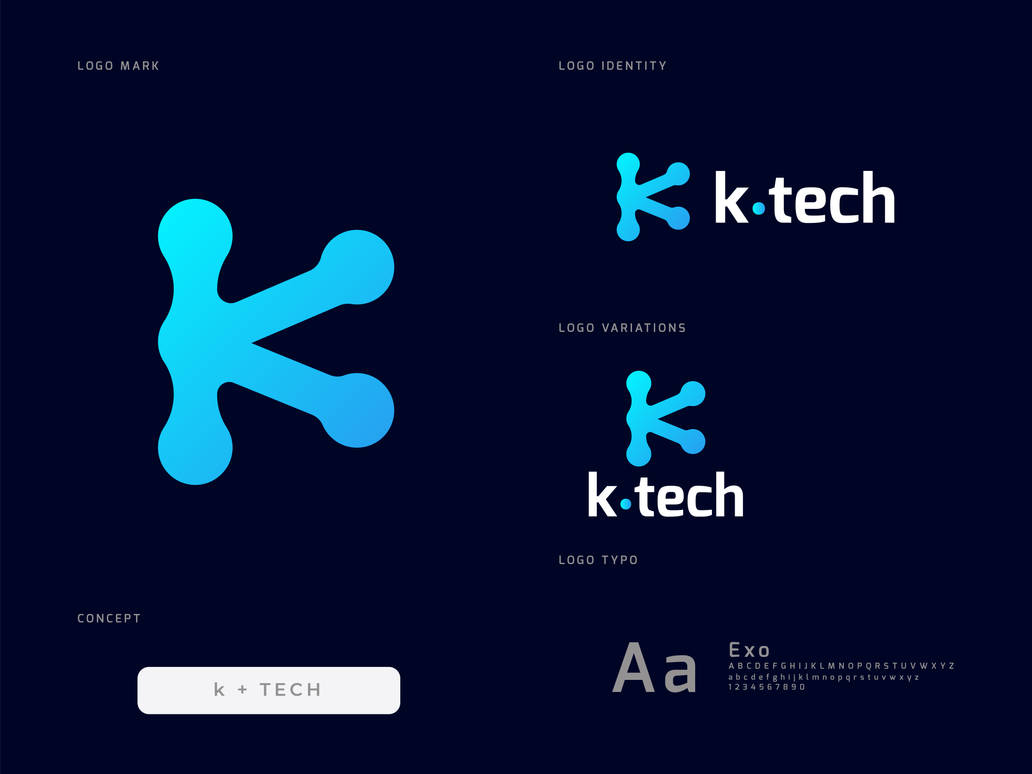 LOGO MARK
LOGO IDENTITY
k·tech
LOGO VARIATIONS
k·tech
LOGO TYPO
CONCEPT
k + TECH
Aa
Exo
A B C D E F G H I J K L M N O P Q R S T U V W X Y Z
a b c d e f g h i j k l m n o p q r s t u v w x y z
1 2 3 4 5 6 7 8 9 0